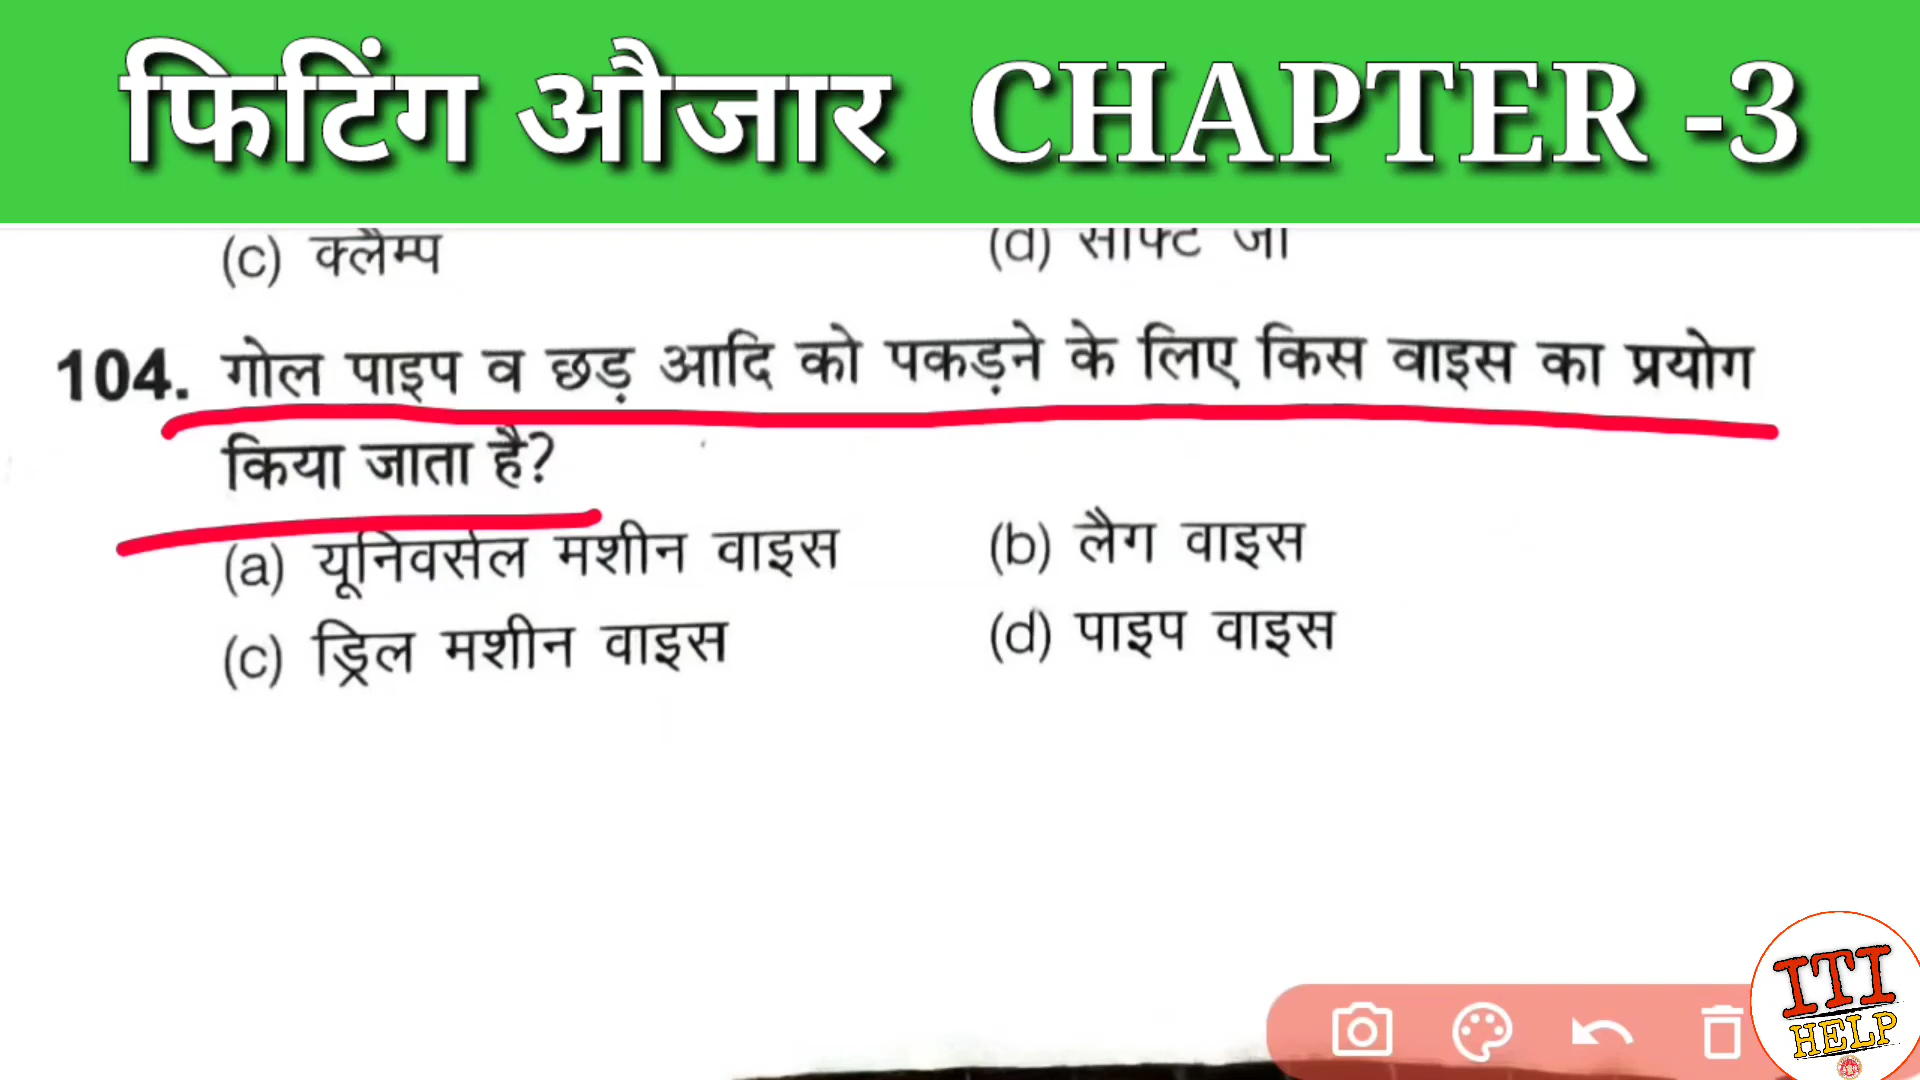 फिटिंग औजार CHAPTER -3
(c) क्लैम्प (d) सॉफ्ट जॉ
104. गोल पाइप व छड़ आदि को पकड़ने के लिए किस वाइस का प्रयोग
किया जाता है?
(a) यूनिवर्सल मशीन वाइस (b) लैग वाइस
(c) ड्रिल मशीन वाइस (d) पाइप वाइस
ITI
HELP